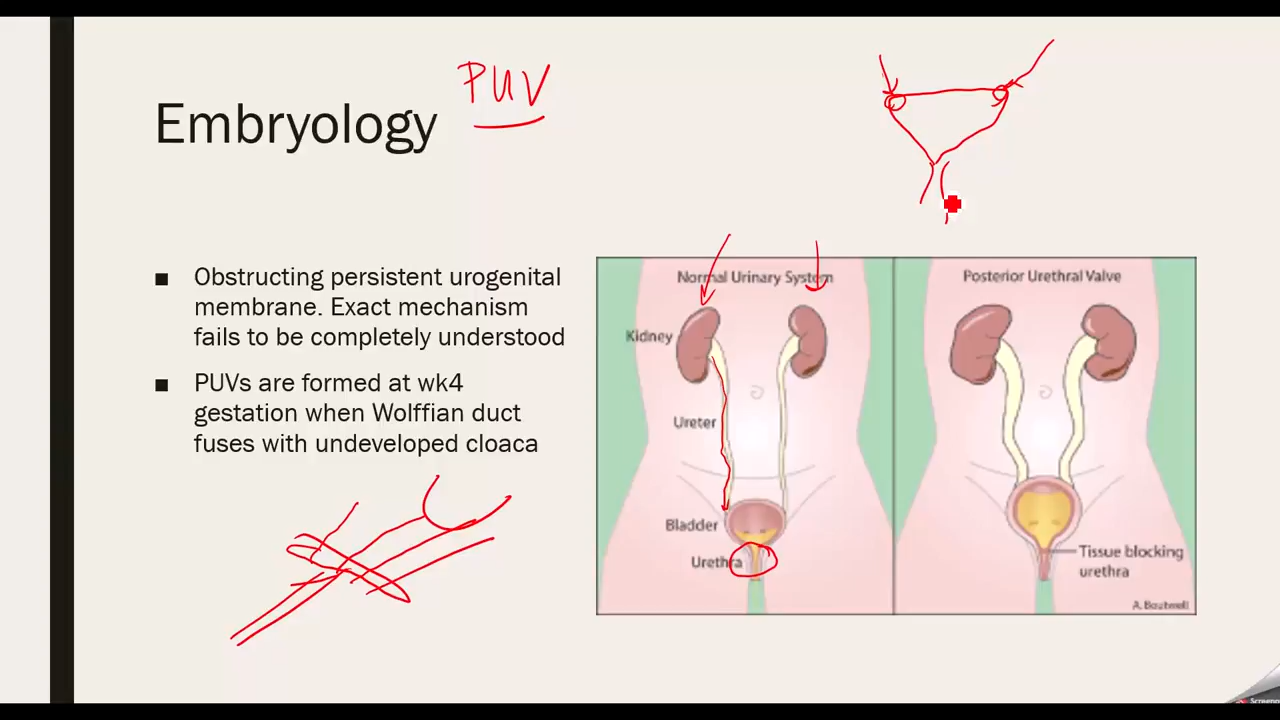 PUV
Embryology
■ Obstructing persistent urogenital
membrane. Exact mechanism
fails to be completely understood
■ PUVs are formed at wk4
gestation when Wolffian duct
fuses with undeveloped cloaca
Normal Urinary System
Kidney
Ureter
Bladder
Urethra
Posterior Urethral Valve
Tissue blocking
urethra
A. Boutwell